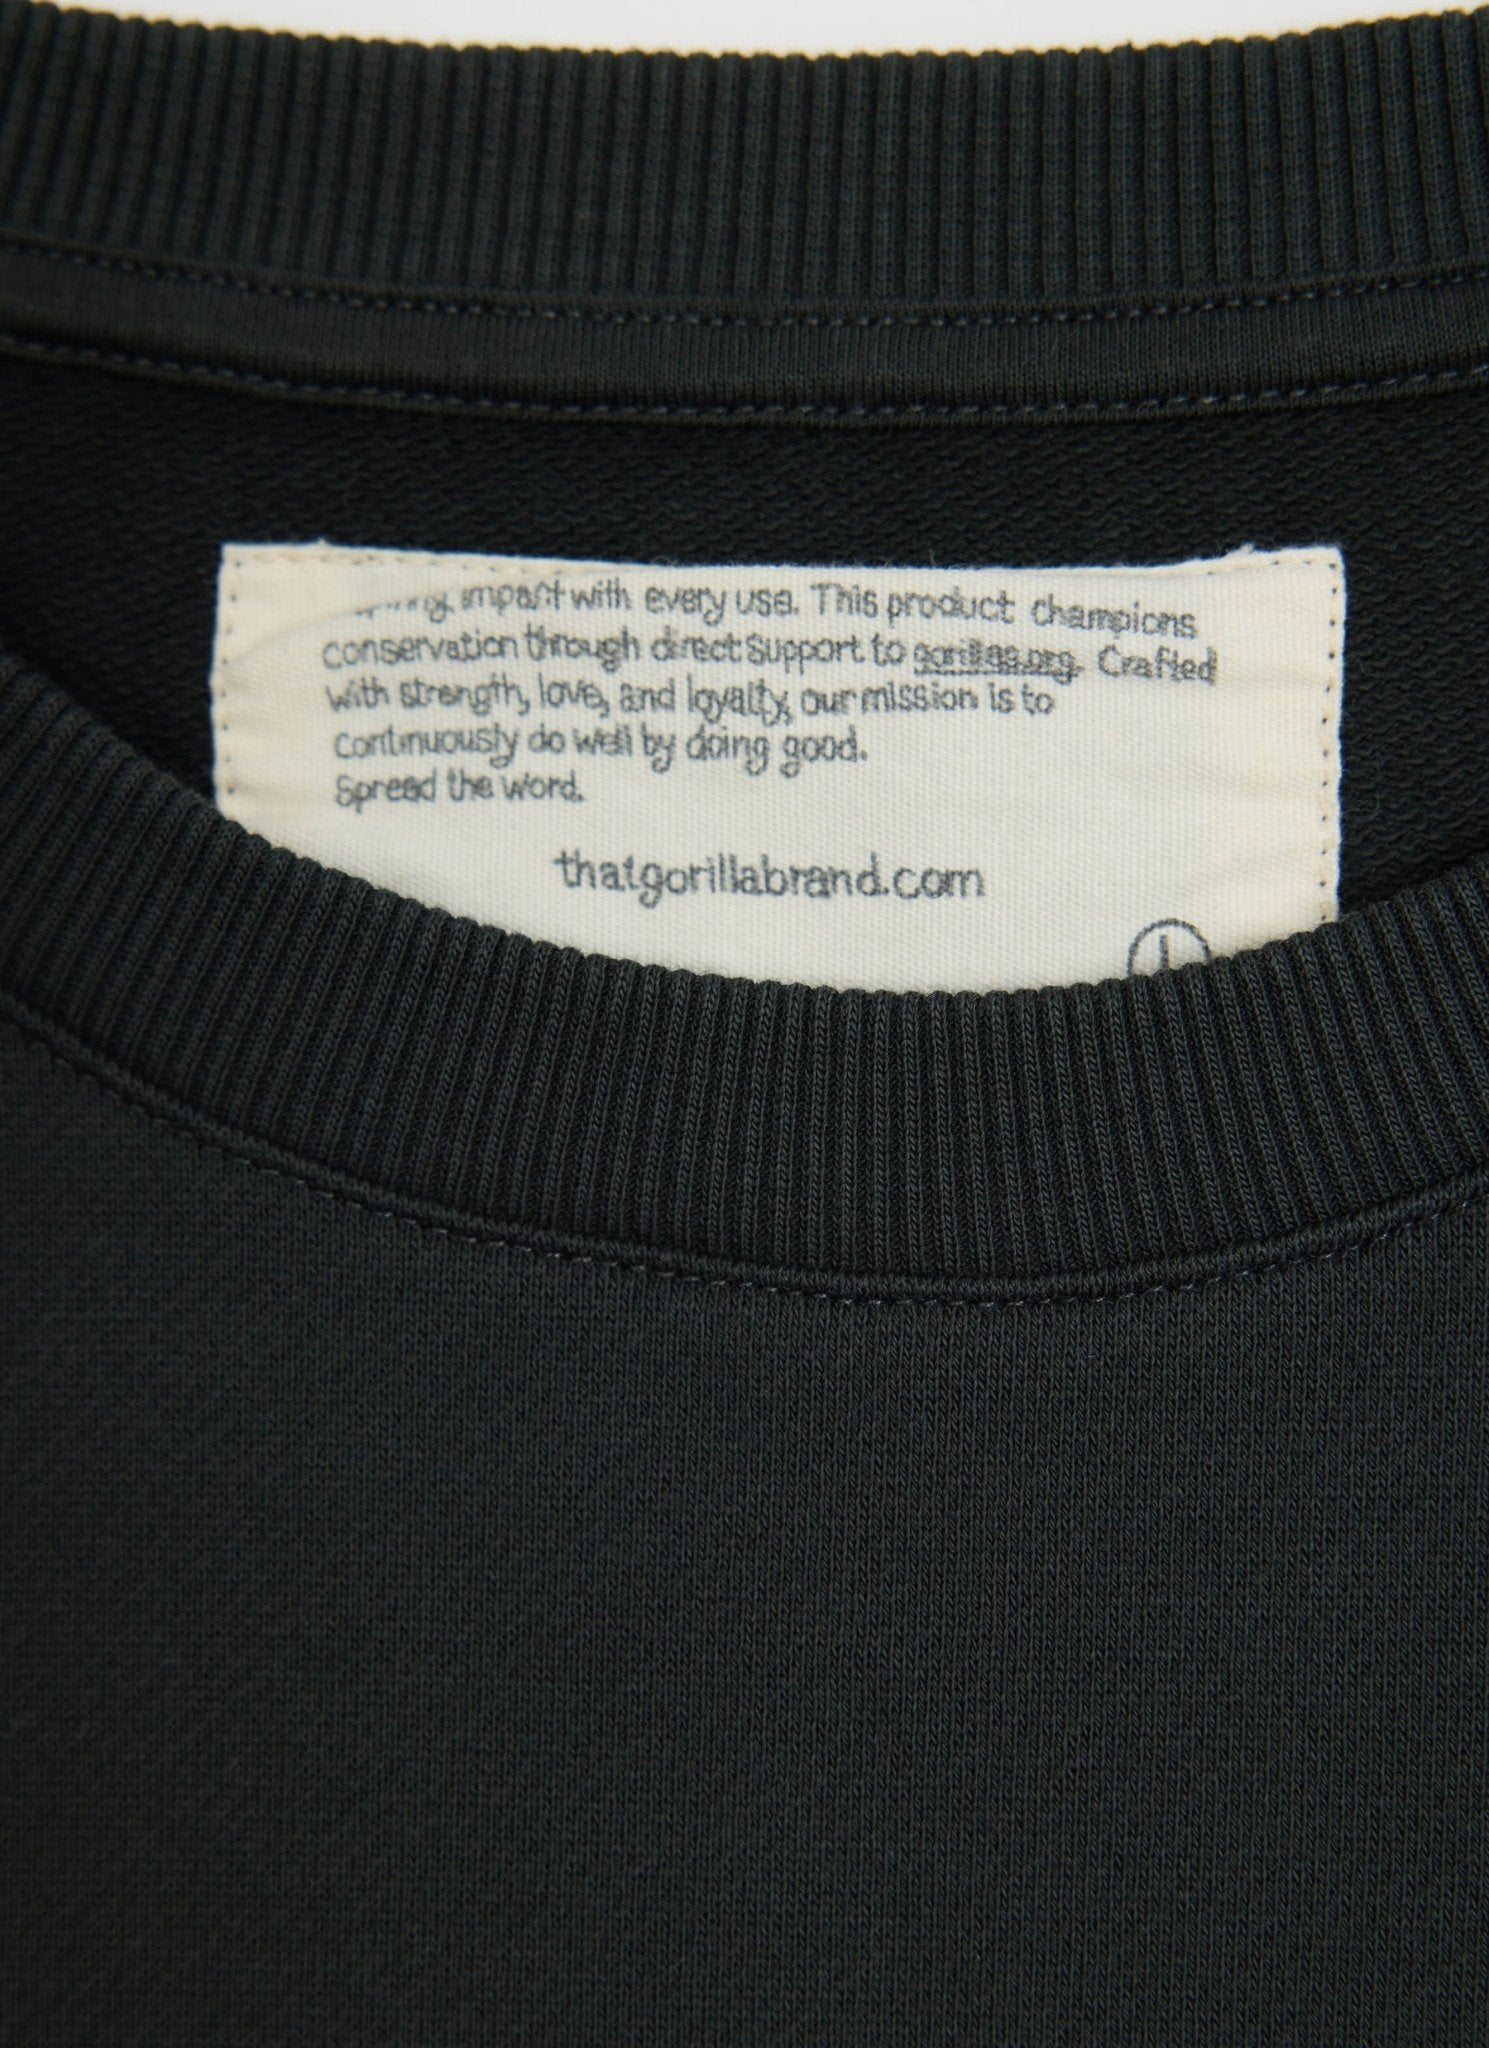 impact with every use. This product champions
conservation through direct support to gorillas.org. Crafted
with strength, love, and loyalty, our mission is to
continuously do well by doing good.
Spread the word.
thatgorillabrand.com
L